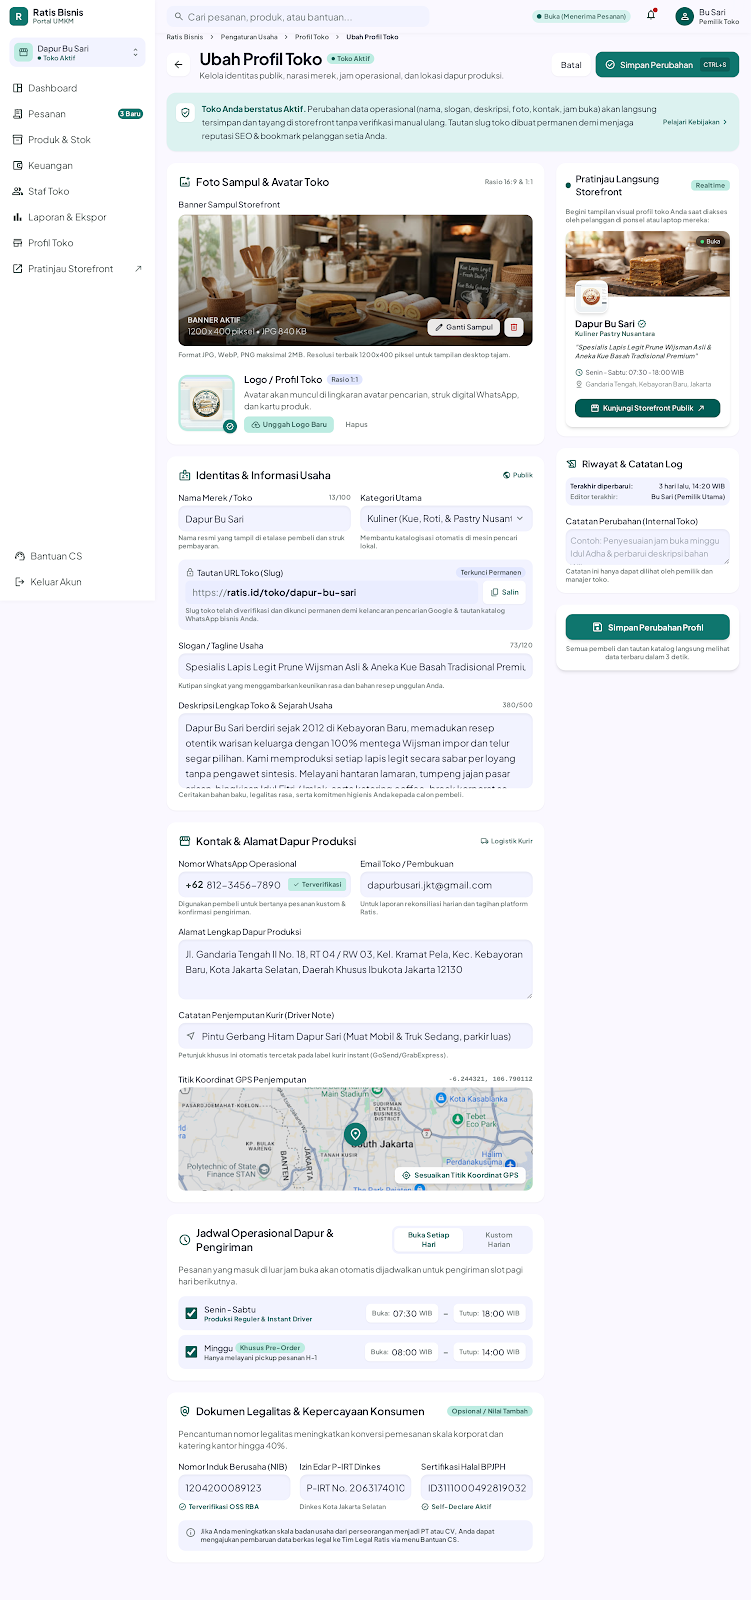 R
Ratis Bisnis
Portal UMKM
Cari pesanan, produk, atau bantuan...
Buka (Menerima Pesanan)
Bu Sari
Pemilik Toko
Dapur Bu Sari
Toko Aktif
Dashboard
Pesanan
3 Baru
Produk & Stok
Keuangan
Staf Toko
Laporan & Ekspor
Profil Toko
Pratinjau Storefront
Bantuan CS
Keluar Akun
Ratis Bisnis > Pengaturan Usaha > Profil Toko > Ubah Profil Toko
Ubah Profil Toko
Toko Aktif
Kelola identitas publik, narasi merek, jam operasional, dan lokasi dapur produksi.
Batal
Simpan Perubahan
CTRL+S
Toko Anda berstatus Aktif. Perubahan data operasional (nama, slogan, deskripsi, foto, kontak, jam buka) akan langsung
tersimpan dan tayang di storefront tanpa verifikasi manual ulang. Tautan slug toko dibuat permanen demi menjaga
reputasi SEO & bookmark pelanggan setia Anda.
Pelajari Kebijakan
Foto Sampul & Avatar Toko
Rasio 16:9 & 1:1
Banner Sampul Storefront
BANNER AKTIF
1200 x 400 piksel • JPG 840 KB
Ganti Sampul
Format JPG, WebP, PNG maksimal 2MB. Resolusi terbaik 1200x400 piksel untuk tampilan desktop tajam.
Logo / Profil Toko
Rasio 1:1
Avatar akan muncul di lingkaran avatar pencarian, struk digital WhatsApp,
dan kartu produk.
Unggah Logo Baru
Hapus
Identitas & Informasi Usaha
Publik
Nama Merek / Toko
13/100
Dapur Bu Sari
Nama resmi yang tampil di etalase pembeli dan struk
pembayaran.
Kategori Utama
Kuliner (Kue, Roti, & Pastry Nusant
Membantu katalogisasi otomatis di mesin pencari
lokal.
Tautan URL Toko (Slug)
Terkunci Permanen
https://ratis.id/toko/dapur-bu-sari
Salin
Slug toko telah diverifikasi dan dikunci permanen demi kelancaran pencarian Google & tautan katalog
WhatsApp bisnis Anda.
Slogan / Tagline Usaha
73/120
Spesialis Lapis Legit Prune Wijsman Asli & Aneka Kue Basah Tradisional Premiu
Kutipan singkat yang menggambarkan keunikan rasa dan bahan resep unggulan Anda.
Deskripsi Lengkap Toko & Sejarah Usaha
380/500
Dapur Bu Sari berdiri sejak 2012 di Kebayoran Baru, memadukan resep
otentik warisan keluarga dengan 100% mentega Wijsman impor dan telur
segar pilihan. Kami memproduksi setiap lapis legit secara sabar per loyang
tanpa pengawet sintesis. Melayani hantaran lamaran, tumpeng jajan pasar
Ceritakan bahan baku, legalitas rasa, serta komitmen higienis Anda kepada calon pembeli.
Kontak & Alamat Dapur Produksi
Logistik Kurir
Nomor WhatsApp Operasional
+62 812-3456-7890
Terverifikasi
Digunakan pembeli untuk bertanya pesanan kustom &
konfirmasi pengiriman.
Email Toko / Pembukuan
dapurbusari.jkt@gmail.com
Untuk laporan rekonsiliasi harian dan tagihan platform
Ratis.
Alamat Lengkap Dapur Produksi
Jl. Gandaria Tengah II No. 18, RT 04 / RW 03, Kel. Kramat Pela, Kec. Kebayoran
Baru, Kota Jakarta Selatan, Daerah Khusus Ibukota Jakarta 12130
Catatan Penjemputan Kurir (Driver Note)
Pintu Gerbang Hitam Dapur Sari (Muat Mobil & Truk Sedang, parkir luas)
Petunjuk khusus ini otomatis tercetak pada label kurir instant (GoSend/GrabExpress).
Titik Koordinat GPS Penjemputan
-6.244321, 106.790112
Main Stadium
PASARDJOEMAHAT-KOELON
SUDIRMAN
CENTRAL
BUSINESS
DISTRICT
Kota Kasablanka
Tebet
Eco Park
KP. BULAK
WARENG
BANTEN
JAKARTA
TANAH KUSIR
South Jakarta
Polytechnic of State
Finance STAN
Halim
Perdanakusuma
Sesuaikan Titik Koordinat GPS
Jadwal Operasional Dapur &
Pengiriman
Buka Setiap
Hari
Kustom
Harian
Pesanan yang masuk di luar jam buka akan otomatis dijadwalkan untuk pengiriman slot pagi
hari berikutnya.
Senin - Sabtu
Produksi Reguler & Instant Driver
Buka: 07:30 WIB – Tutup: 18:00 WIB
Minggu
Khusus Pre-Order
Hanya melayani pickup pesanan H-1
Buka: 08:00 WIB – Tutup: 14:00 WIB
Dokumen Legalitas & Kepercayaan Konsumen
Opsional / Nilai Tambah
Pencantuman nomor legalitas meningkatkan konversi pemesanan skala korporat dan
katering kantor hingga 40%.
Nomor Induk Berusaha (NIB)
1204200089123
Terverifikasi OSS RBA
Izin Edar P-IRT Dinkes
P-IRT No. 2063174010
Dinkes Kota Jakarta Selatan
Sertifikasi Halal BPJPH
ID3111000492819032
Self-Declare Aktif
Jika Anda meningkatkan skala badan usaha dari perseorangan menjadi PT atau CV, Anda dapat
mengajukan pembaruan data berkas legal ke Tim Legal Ratis via menu Bantuan CS.
Pratinjau Langsung
Storefront
Realtime
Begini tampilan visual profil toko Anda saat diakses
oleh pelanggan di ponsel atau laptop mereka:
Buka
Dapur Bu Sari
Kuliner Pastry Nusantara
"Spesialis Lapis Legit Prune Wijsman Asli &
Aneka Kue Basah Tradisional Premium"
Senin - Sabtu: 07:30 - 18:00 WIB
Gandaria Tengah, Kebayoran Baru, Jakarta
Kunjungi Storefront Publik
Riwayat & Catatan Log
Terakhir diperbarui:
3 hari lalu, 14:20 WIB
Editor terakhir:
Bu Sari (Pemilik Utama)
Catatan Perubahan (Internal Toko)
Contoh: Penyesuaian jam buka minggu
Idul Adha & perbarui deskripsi bahan
Catatan ini hanya dapat dilihat oleh pemilik dan
manajer toko.
Simpan Perubahan Profil
Semua pembeli dan tautan katalog langsung melihat
data terbaru dalam 3 detik.